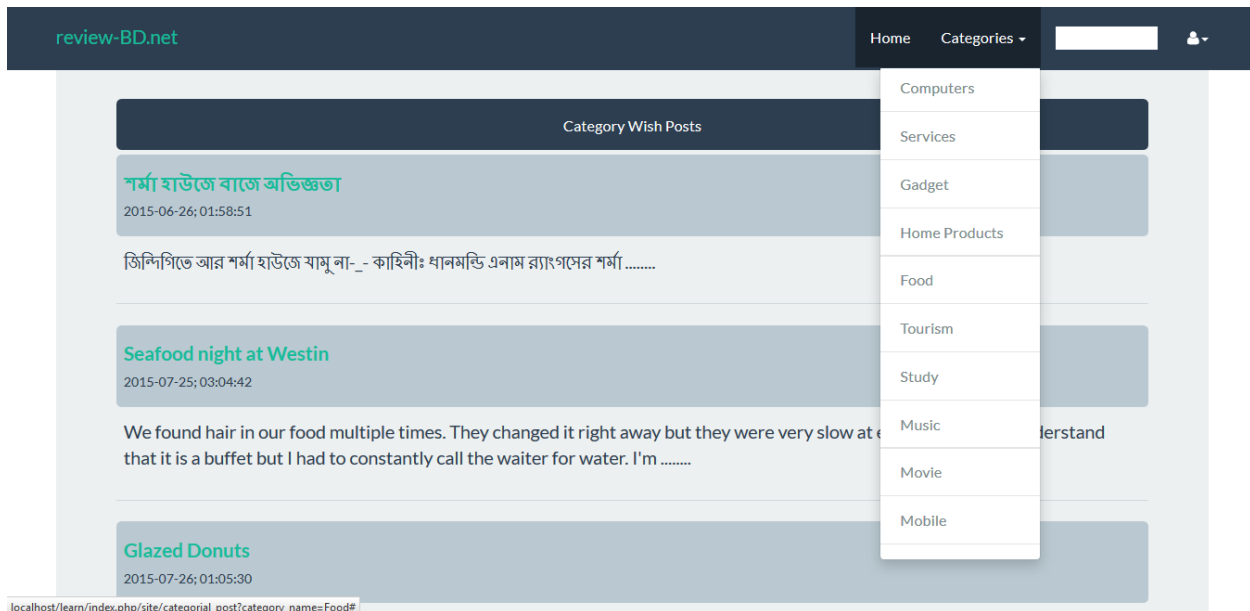 review-BD.net
Home Categories
Computers
Services
Gadget
Home Products
Food
Tourism
Study
Music
Movie
Mobile
Category Wish Posts
শর্মা হাউজে বাজে অভিজ্ঞতা
2015-06-26; 01:58:51
জিন্দিগিতে আর শর্মা হাউজে যামু না-_- কাহিনীঃ ধানমন্ডি এনাম র‍্যাংগসের শর্মা ........
Seafood night at Westin
2015-07-25; 03:04:42
We found hair in our food multiple times. They changed it right away but they were very slow at
that it is a buffet but I had to constantly call the waiter for water. I'm ........
Glazed Donuts
2015-07-26; 01:05:30
localhost/learn/index.php/site/categorial_post?category_name=Food#